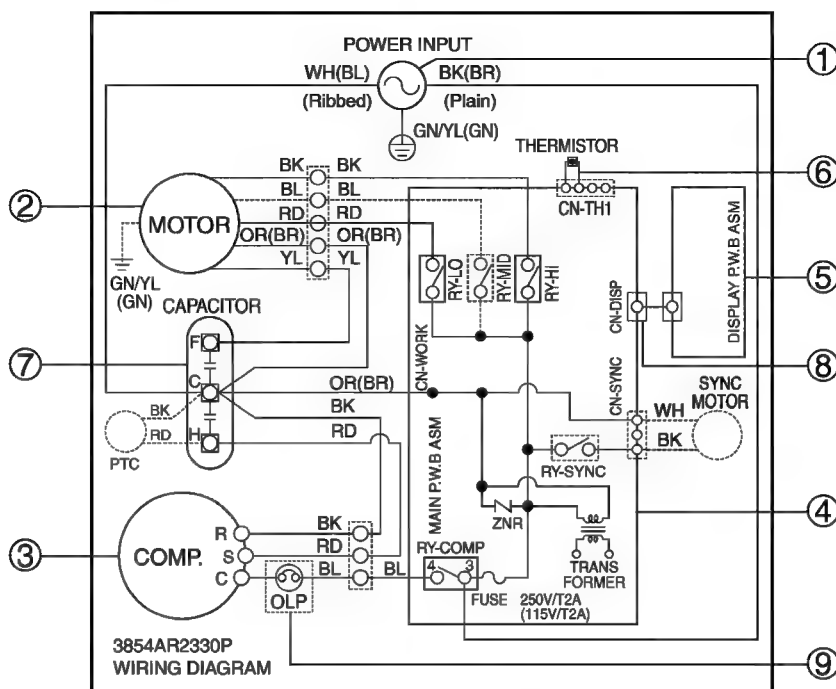 POWER INPUT
WH(BL)
BK(BR)
(Ribbed)
(Plain)
GN/YL(GN)
1
THERMISTOR
6
CN-TH1
2
MOTOR
BK
BK
BL
BL
RD
RD
OR(BR)
OR(BR)
YL
GN/YL
(GN)
RY-LO
RY-MID
RY-Hi
CN-DISP
DISPLAY P.W.B ASM
5
CAPACITOR
7
F
C
H
8
CN-WORK
CN-SYNC
SYNC
MOTOR
OR(BR)
BK
RD
WH
BK
BK
RD
PTC
RY-SYNC
MAIN P.W.B ASM
ZNR
4
3
COMP.
R
S
C
BK
RD
BL
BL
OLP
RY-COMP
4
3
FUSE
250V/T2A
(115V/T2A)
TRANS
FORMER
3854AR2330P
WIRING DIAGRAM
9